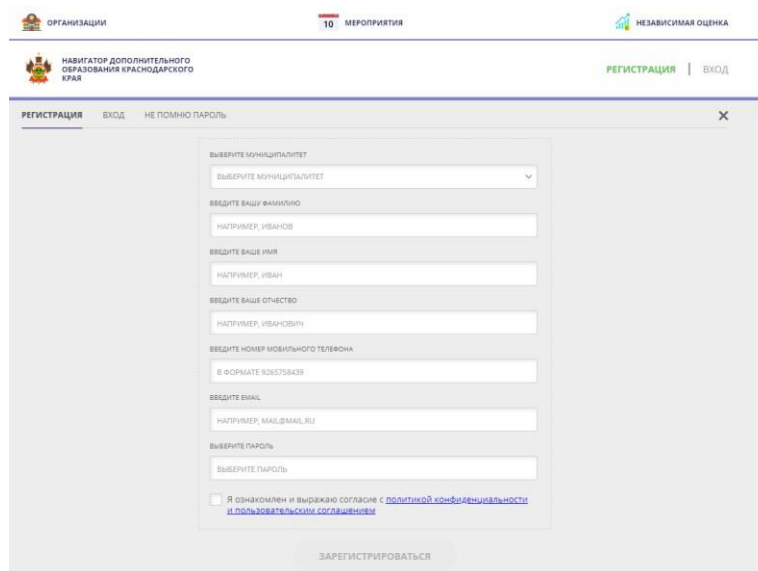 ОРГАНИЗАЦИИ
10 МЕРОПРИЯТИЯ
НЕЗАВИСИМАЯ ОЦЕНКА
НАВИГАТОР ДОПОЛНИТЕЛЬНОГО
ОБРАЗОВАНИЯ КРАСНОДАРСКОГО
КРАЯ
РЕГИСТРАЦИЯ | ВХОД
РЕГИСТРАЦИЯ ВХОД НЕ ПОМНЮ ПАРОЛЬ
ВЫБЕРИТЕ МУНИЦИПАЛИТЕТ
ВЫБЕРИТЕ МУНИЦИПАЛИТЕТ
ВВЕДИТЕ ВАШУ ФАМИЛИЮ
НАПРИМЕР, ИВАНОВ
ВВЕДИТЕ ВАШЕ ИМЯ
НАПРИМЕР, ИВАН
ВВЕДИТЕ ВАШЕ ОТЧЕСТВО
НАПРИМЕР, ИВАНОВИЧ
ВВЕДИТЕ НОМЕР МОБИЛЬНОГО ТЕЛЕФОНА
В ФОРМАТЕ 9265758439
ВВЕДИТЕ EMAIL
НАПРИМЕР, MAIL@MAIL.RU
ВЫБЕРИТЕ ПАРОЛЬ
ВЫБЕРИТЕ ПАРОЛЬ
Я ознакомлен и выражаю согласие с политикой конфиденциальности
и пользовательским соглашением
ЗАРЕГИСТРИРОВАТЬСЯ